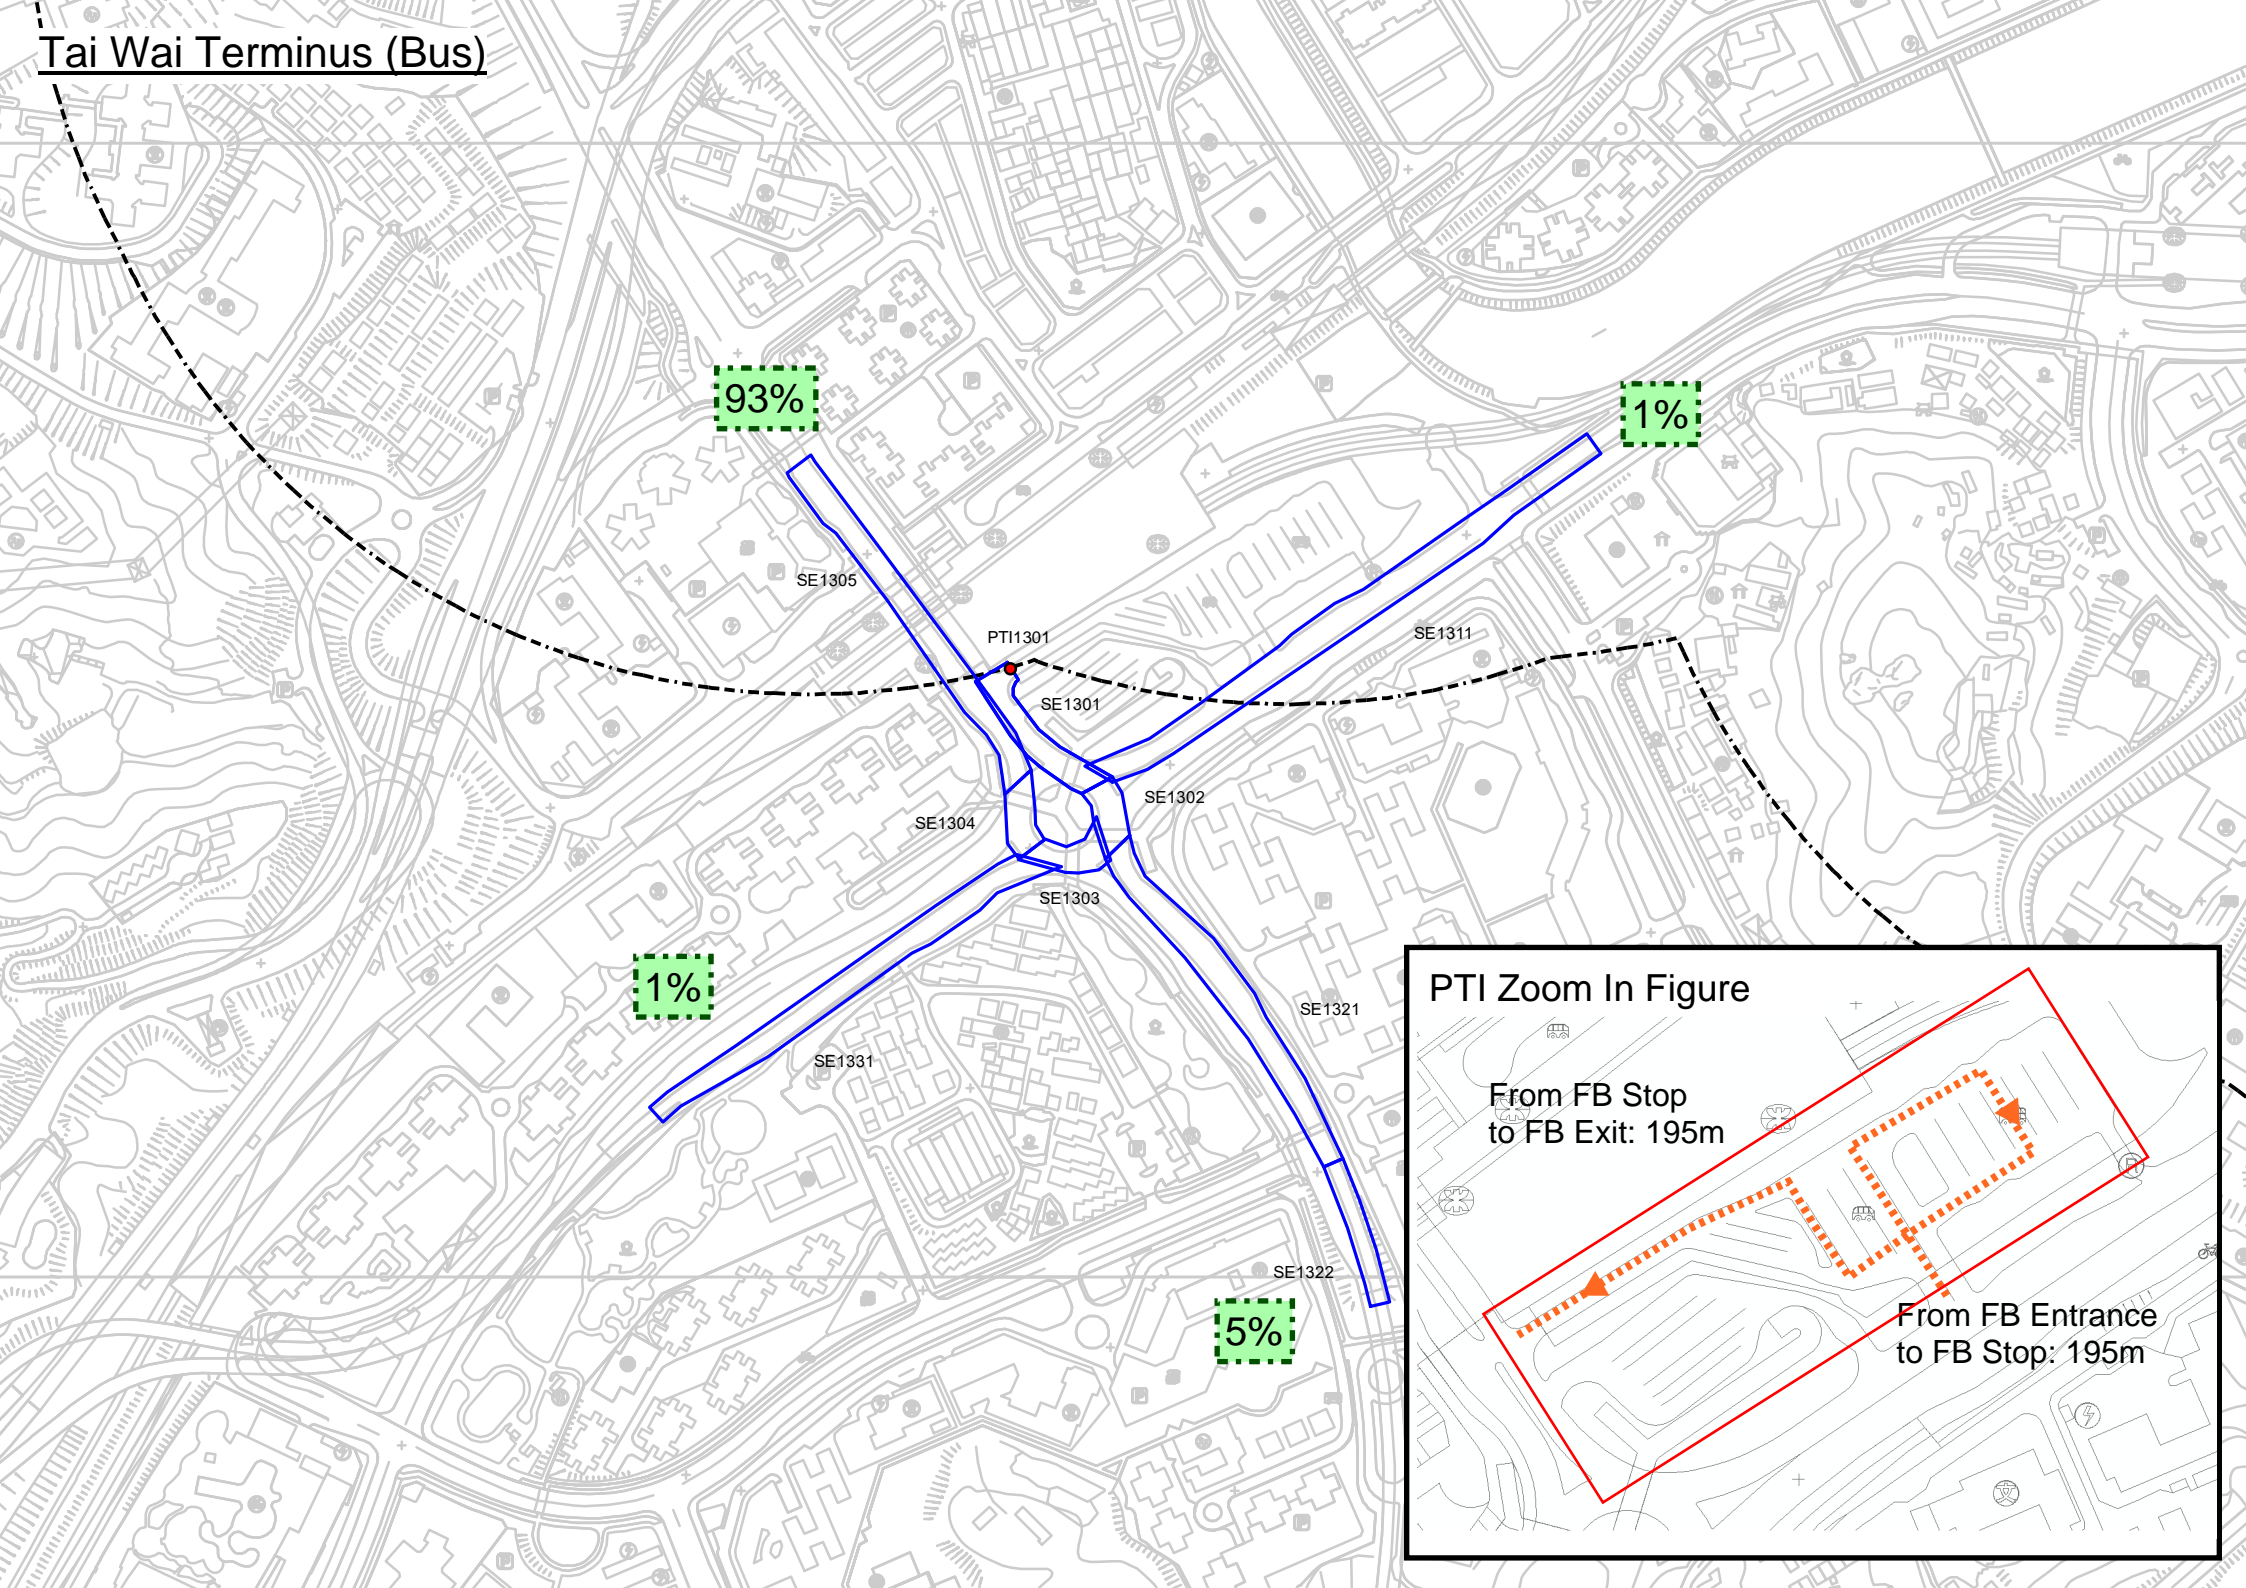 Tai Wai Terminus (Bus)
93%
1%
SE1305
PTI1301
SE1311
SE1301
SE1302
SE1304
SE1303
1%
SE1321
SE1331
SE1322
5%
PTI Zoom In Figure
From FB Stop
to FB Exit: 195m
From FB Entrance
to FB Stop: 195m
文